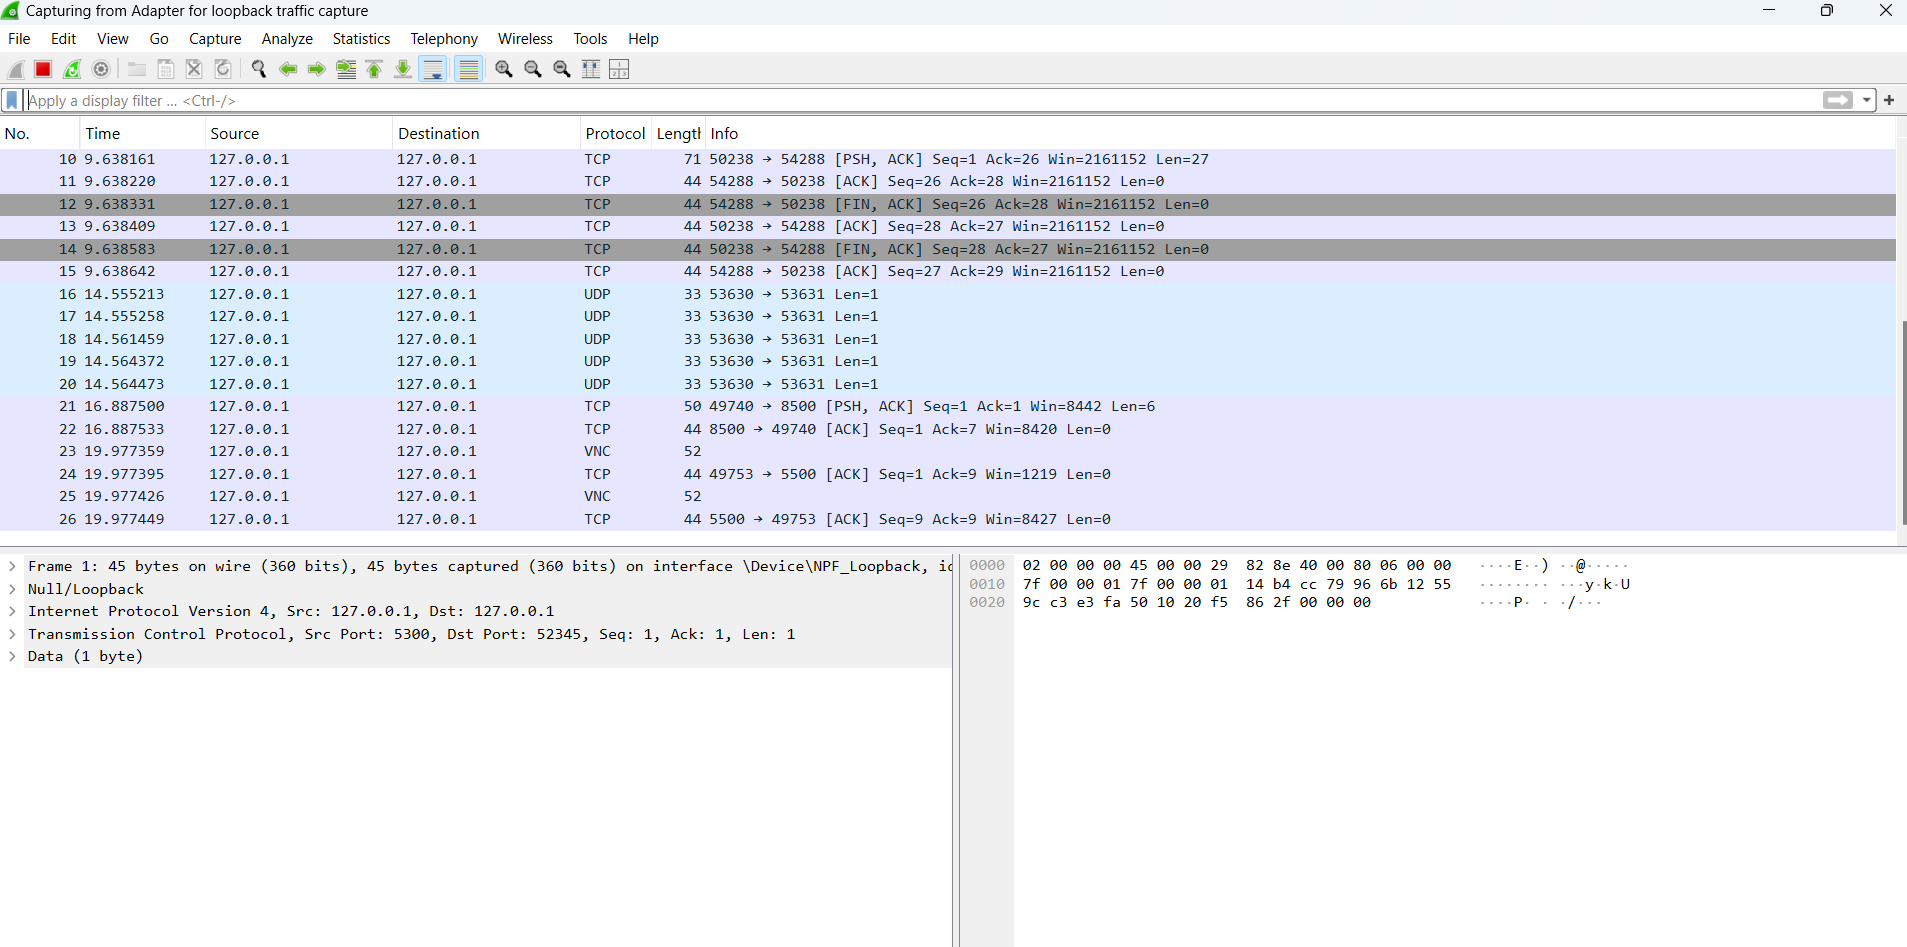 Capturing from Adapter for loopback traffic capture
File Edit View Go Capture Analyze Statistics Telephony Wireless Tools Help
Apply a display filter ... <Ctrl-/>
No. Time Source Destination Protocol Length Info
10 9.638161 127.0.0.1 127.0.0.1 TCP 71 50238 → 54288 [PSH, ACK] Seq=1 Ack=26 Win=2161152 Len=27
11 9.638220 127.0.0.1 127.0.0.1 TCP 44 54288 → 50238 [ACK] Seq=26 Ack=28 Win=2161152 Len=0
12 9.638331 127.0.0.1 127.0.0.1 TCP 44 54288 → 50238 [FIN, ACK] Seq=26 Ack=28 Win=2161152 Len=0
13 9.638409 127.0.0.1 127.0.0.1 TCP 44 50238 → 54288 [ACK] Seq=28 Ack=27 Win=2161152 Len=0
14 9.638583 127.0.0.1 127.0.0.1 TCP 44 50238 → 54288 [FIN, ACK] Seq=28 Ack=27 Win=2161152 Len=0
15 9.638642 127.0.0.1 127.0.0.1 TCP 44 54288 → 50238 [ACK] Seq=27 Ack=29 Win=2161152 Len=0
16 14.555213 127.0.0.1 127.0.0.1 UDP 33 53630 → 53631 Len=1
17 14.555258 127.0.0.1 127.0.0.1 UDP 33 53630 → 53631 Len=1
18 14.561459 127.0.0.1 127.0.0.1 UDP 33 53630 → 53631 Len=1
19 14.564372 127.0.0.1 127.0.0.1 UDP 33 53630 → 53631 Len=1
20 14.564473 127.0.0.1 127.0.0.1 UDP 33 53630 → 53631 Len=1
21 16.887500 127.0.0.1 127.0.0.1 TCP 50 49740 → 8500 [PSH, ACK] Seq=1 Ack=1 Win=8442 Len=6
22 16.887533 127.0.0.1 127.0.0.1 TCP 44 8500 → 49740 [ACK] Seq=1 Ack=7 Win=8420 Len=0
23 19.977359 127.0.0.1 127.0.0.1 VNC 52
24 19.977395 127.0.0.1 127.0.0.1 TCP 44 49753 → 5500 [ACK] Seq=1 Ack=9 Win=1219 Len=0
25 19.977426 127.0.0.1 127.0.0.1 VNC 52
26 19.977449 127.0.0.1 127.0.0.1 TCP 44 5500 → 49753 [ACK] Seq=9 Ack=9 Win=8427 Len=0
Frame 1: 45 bytes on wire (360 bits), 45 bytes captured (360 bits) on interface \Device\NPF_Loopback, i
Null/Loopback
Internet Protocol Version 4, Src: 127.0.0.1, Dst: 127.0.0.1
Transmission Control Protocol, Src Port: 5300, Dst Port: 52345, Seq: 1, Ack: 1, Len: 1
Data (1 byte)
0000 02 00 00 00 45 00 00 29 82 8e 40 00 80 06 00 00 ····E··) ··@·····
0010 7f 00 00 01 7f 00 00 01 14 b4 cc 79 96 6b 12 55 ········ ···y·k·U
0020 9c c3 e3 fa 50 10 20 f5 86 2f 00 00 00 ····P· · ·/···